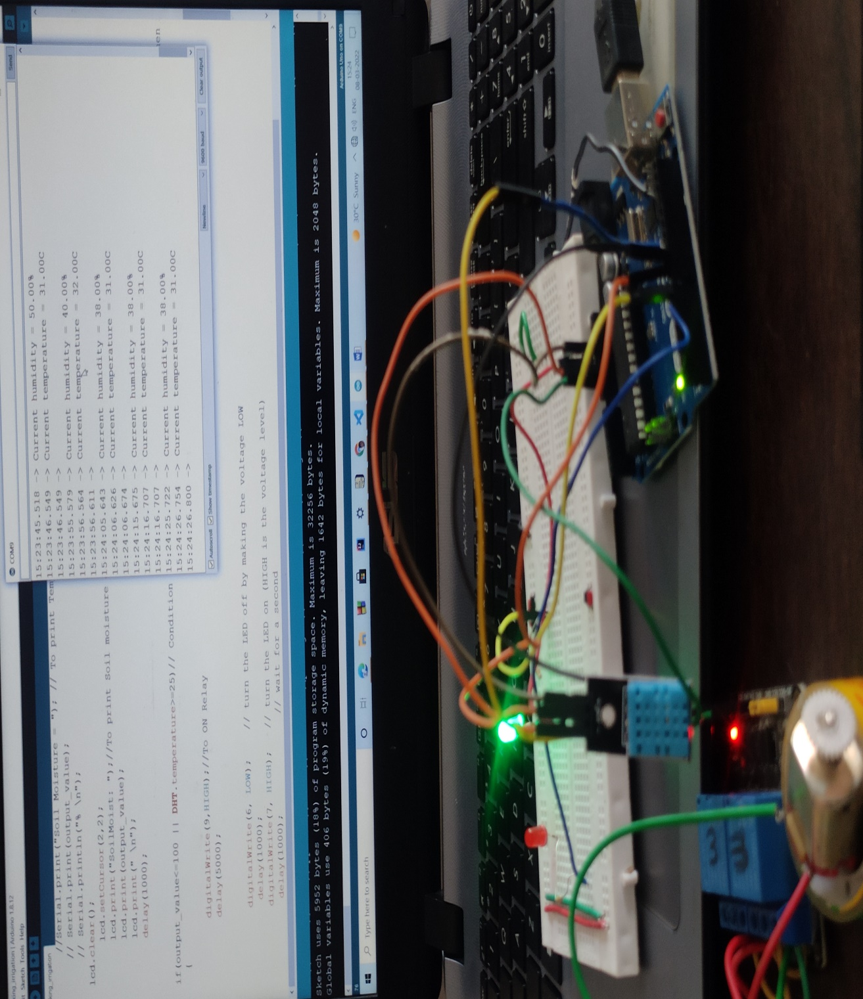 COM9
Send
15:23:45.518 -> Current humidity = 50.00%
15:23:46.549 -> Current temperature = 31.00C
15:23:46.549 ->
15:23:55.579 -> Current humidity = 40.00%
15:23:56.564 -> Current temperature = 32.00C
15:23:56.611 ->
15:24:05.643 -> Current humidity = 38.00%
15:24:06.626 -> Current temperature = 31.00C
15:24:06.674 ->
15:24:15.675 -> Current humidity = 38.00%
15:24:16.707 -> Current temperature = 31.00C
15:24:16.707 ->
15:24:25.722 -> Current humidity = 38.00%
15:24:26.754 -> Current temperature = 31.00C
15:24:26.800 ->
Autoscroll Show timestamp Newline 9600 baud Clear output
king_irrigation | Arduino 1.8.12
Sketch Tools Help
king_irrigation
//Serial.print("Soil Moisture = "); // To print Tem
// Serial.print(output_value);
// Serial.println("% \n");
lcd.clear();
lcd.setCursor(2,2);
lcd.print("SoilMoist: ");//To print Soil moisture
lcd.print(output_value);
lcd.print(" \n");
delay(1000);
if(output_value<=100 || DHT.temperature>=25)// Condition
{
digitalWrite(9,HIGH);//To ON Relay
delay(5000);
digitalWrite(6, LOW); // turn the LED off by making the voltage LOW
delay(1000);
digitalWrite(7, HIGH); // turn the LED on (HIGH is the voltage level)
delay(1000); // wait for a second
Sketch uses 5952 bytes (18%) of program storage space. Maximum is 32256 bytes.
Global variables use 406 bytes (19%) of dynamic memory, leaving 1642 bytes for local variables. Maximum is 2048 bytes.
76
Arduino Uno on COM9
Type here to search
30°C Sunny
ENG
15:24
08-03-2022